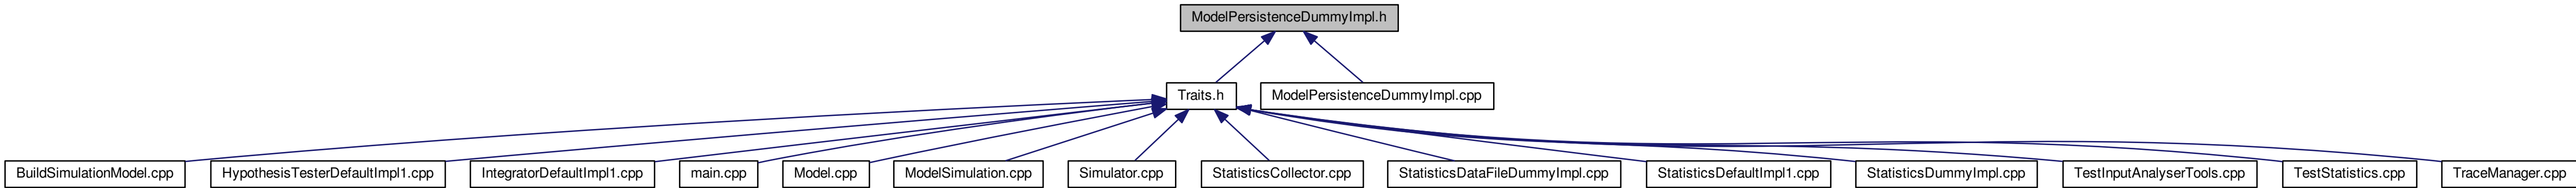 ModelPersistenceDummyImpl.h
Traits.h
ModelPersistenceDummyImpl.cpp
BuildSimulationModel.cpp
HypothesisTesterDefaultImpl1.cpp
IntegratorDefaultImpl1.cpp
main.cpp
Model.cpp
ModelSimulation.cpp
Simulator.cpp
StatisticsCollector.cpp
StatisticsDataFileDummyImpl.cpp
StatisticsDefaultImpl1.cpp
StatisticsDummyImpl.cpp
TestInputAnalyserTools.cpp
TestStatistics.cpp
TraceManager.cpp